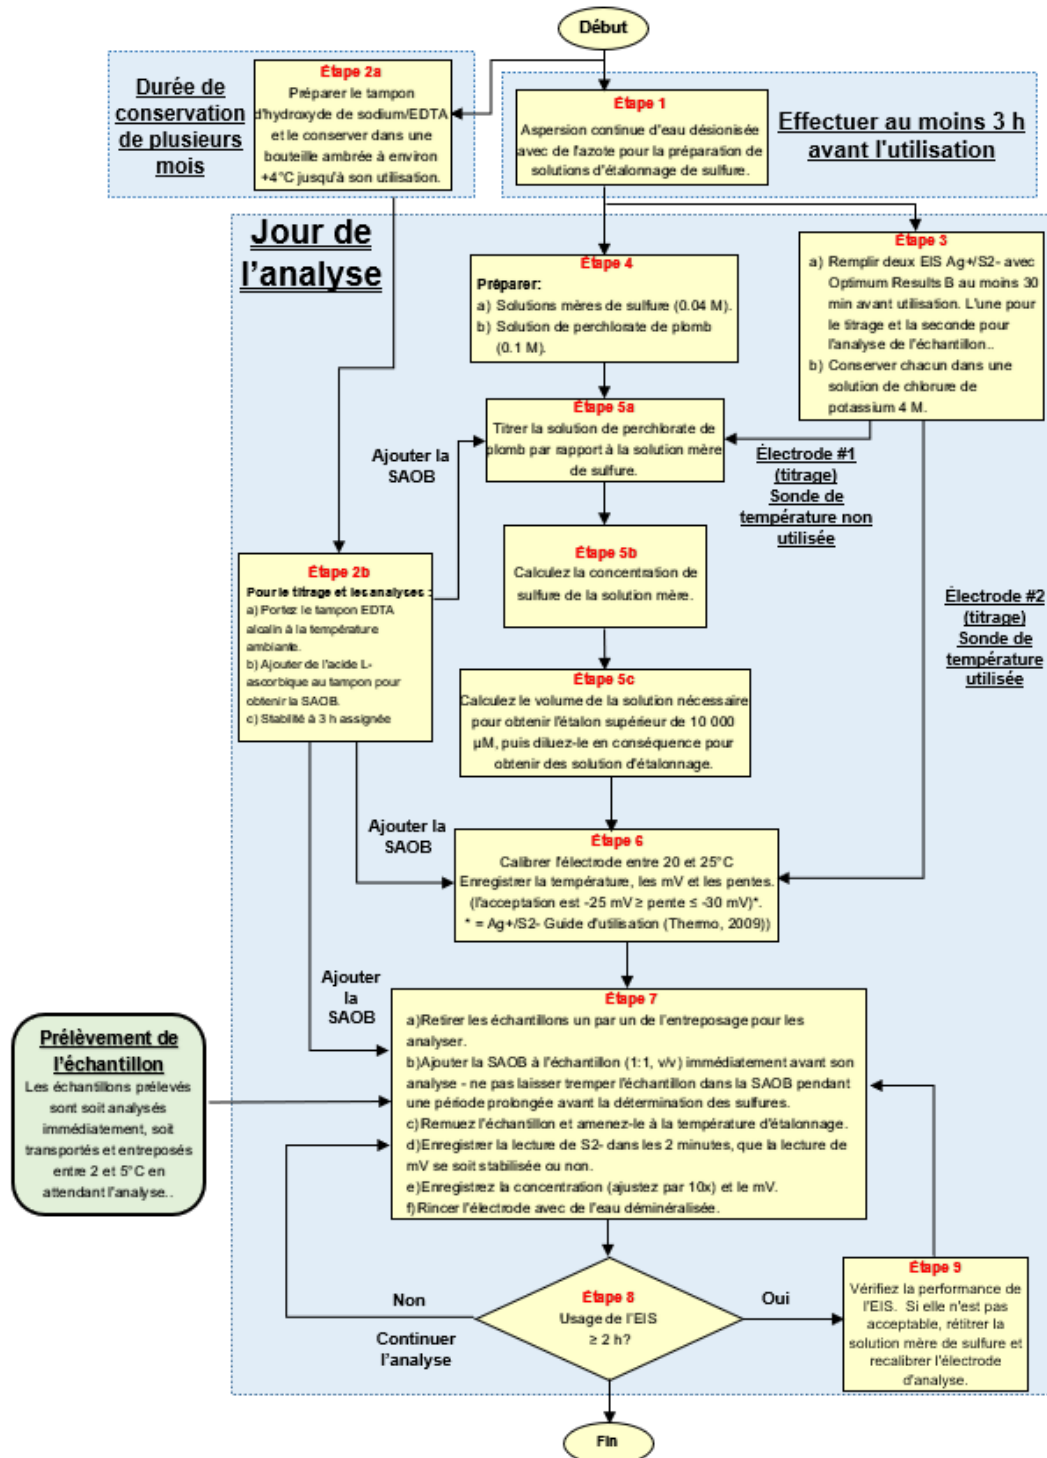 Début
Durée de
conservation
de plusieurs
mois
Étape 2a
Préparer le tampon
d'hydroxyde de sodium/EDTA
et le conserver dans une
bouteille ambrée à environ
+4°C jusqu'à son utilisation.
Étape 1
Aspersion continue d'eau désionisée
avec de l'azote pour la préparation de
solutions d'étalonnage de sulfure.
Effectuer au moins 3 h
avant l'utilisation
Jour de
l'analyse
Étape 4
Préparer:
a) Solutions mères de sulfure (0.04 M).
b) Solution de perchlorate de plomb
(0.1 M).
Étape 3
a) Remplir deux EIS Ag+/S2- avec
Optimum Results B au moins 30
min avant utilisation. L'une pour
le titrage et la seconde pour
l'analyse de l'échantillon..
b) Conserver chacun dans une
solution de chlorure de
potassium 4 M.
Étape 5a
Titrer la solution de perchlorate de
plomb par rapport à la solution mère
de sulfure.
Ajouter la
SAOB
Électrode #1
(titrage)
Sonde de
température non
utilisée
Étape 5b
Calculez la concentration de
sulfure de la solution mère.
Étape 2b
Pour le titrage et les analyses :
a) Portez le tampon EDTA
alcalin à la température
ambiante.
b) Ajouter de l'acide L-
ascorbique au tampon pour
obtenir la SAOB.
c) Stabilité à 3 h assignée
Électrode #2
(titrage)
Sonde de
température
utilisée
Étape 5c
Calculez le volume de la solution nécessaire
pour obtenir l'étalon supérieur de 10 000
µM, puis diluez-le en conséquence pour
obtenir des solution d'étalonnage.
Ajouter la
SAOB
Étape 6
Calibrer l'électrode entre 20 et 25°C
Enregistrer la température, les mV et les pentes.
(l'acceptation est -25 mV ≥ pente ≤ -30 mV)*.
* = Ag+/S2- Guide d'utilisation (Thermo, 2009))
Ajouter
la
SAOB
Étape 7
a)Retirer les échantillons un par un de l'entreposage pour les
analyser.
b)Ajouter la SAOB à l'échantillon (1:1, v/v) immédiatement avant son
analyse - ne pas laisser tremper l'échantillon dans la SAOB pendant
une période prolongée avant la détermination des sulfures.
c)Remuez l'échantillon et amenez-le à la température d'étalonnage.
d)Enregistrer la lecture de S2- dans les 2 minutes, que la lecture de
mV se soit stabilisée ou non.
e)Enregistrez la concentration (ajustez par 10x) et le mV.
f)Rincer l'électrode avec de l'eau déminéralisée.
Prélèvement de
l'échantillon
Les échantillons prélevés
sont soit analysés
immédiatement, soit
transportés et entreposés
entre 2 et 5°C en
attendant l'analyse..
Étape 8
Usage de l'EIS
≥ 2 h?
Non
Continuer
l'analyse
Oui
Étape 9
Vérifiez la performance de
l'EIS. Si elle n'est pas
acceptable, rétitrer la
solution mère de sulfure et
recalibrer l'électrode
d'analyse.
Fin